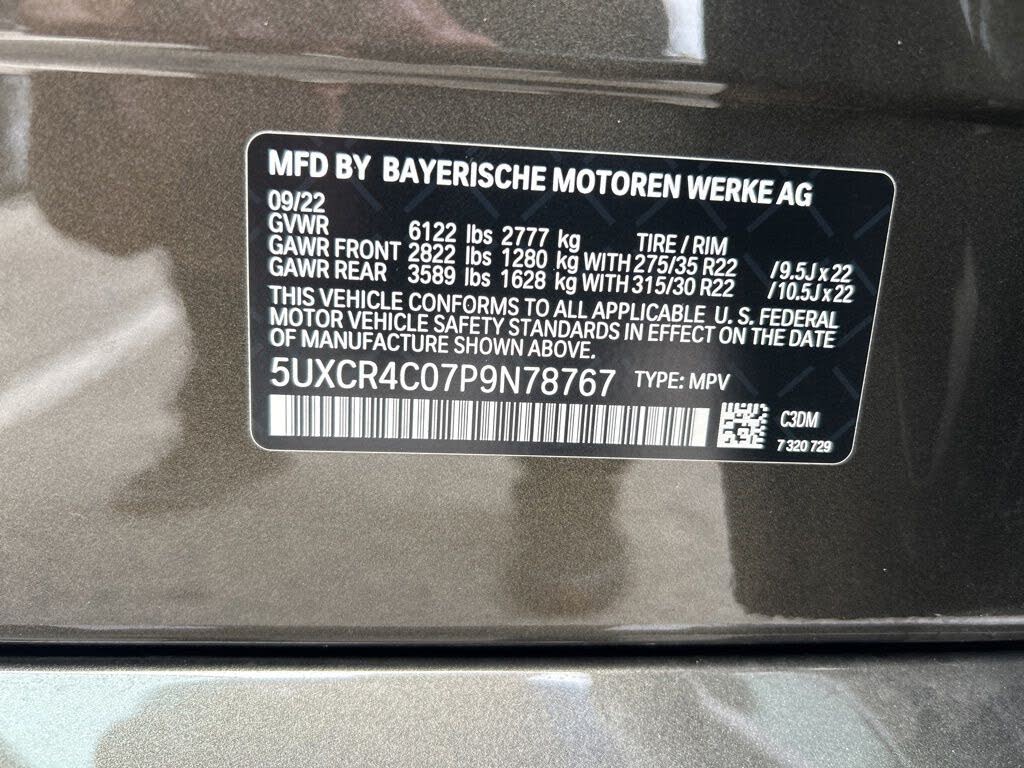 MFD BY BAYERISCHE MOTOREN WERKE AG
09/22
GVWR 6122 lbs 2777 kg TIRE / RIM
GAWR FRONT 2822 lbs 1280 kg WITH 275/35 R22 / 9.5J x 22
GAWR REAR 3589 lbs 1628 kg WITH 315/30 R22 / 10.5J x 22
THIS VEHICLE CONFORMS TO ALL APPLICABLE U. S. FEDERAL
MOTOR VEHICLE SAFETY STANDARDS IN EFFECT ON THE DATE
OF MANUFACTURE SHOWN ABOVE.
5UXCR4C07P9N78767 TYPE: MPV
C3DM
7 320 729